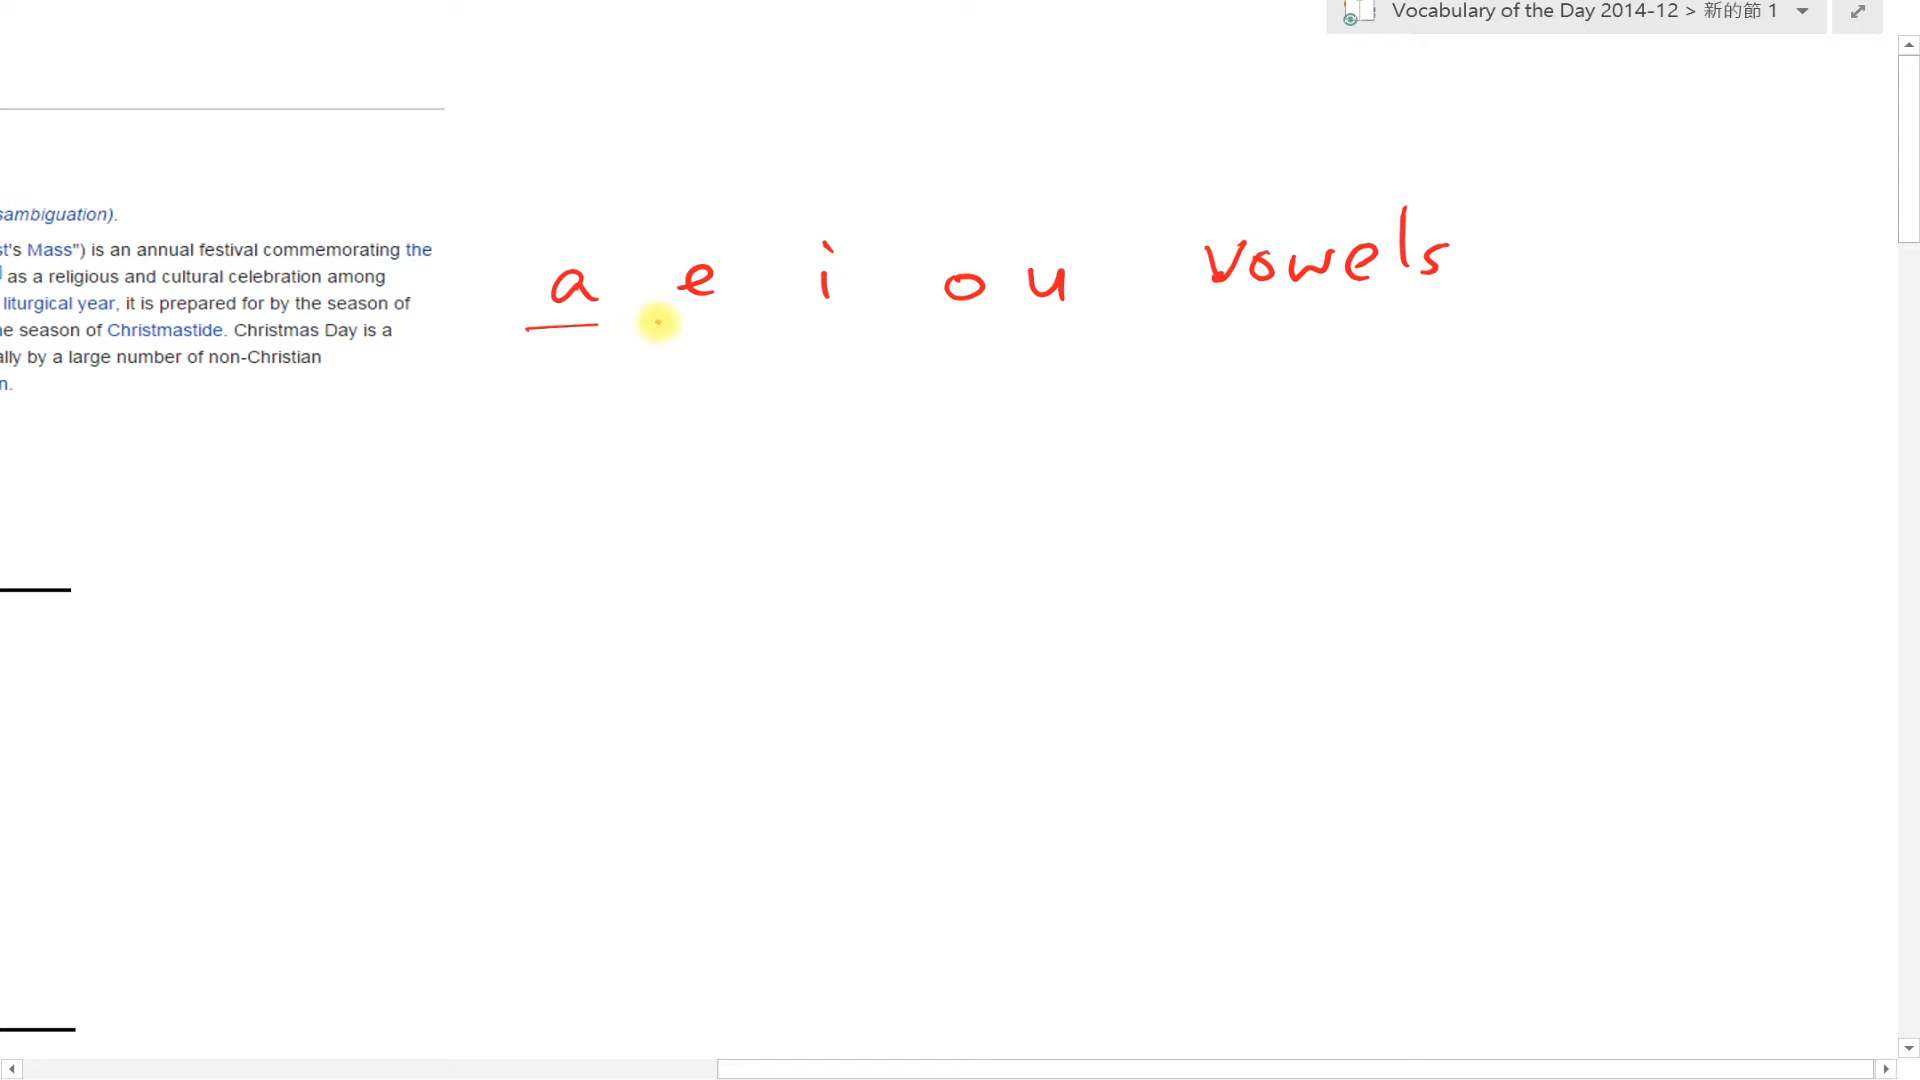 Vocabulary of the Day 2014-12 > 新的節 1
sambiguation).
st's Mass") is an annual festival commemorating the
as a religious and cultural celebration among
liturgical year, it is prepared for by the season of
he season of Christmastide. Christmas Day is a
ally by a large number of non-Christian
n.
a e i o u vowels